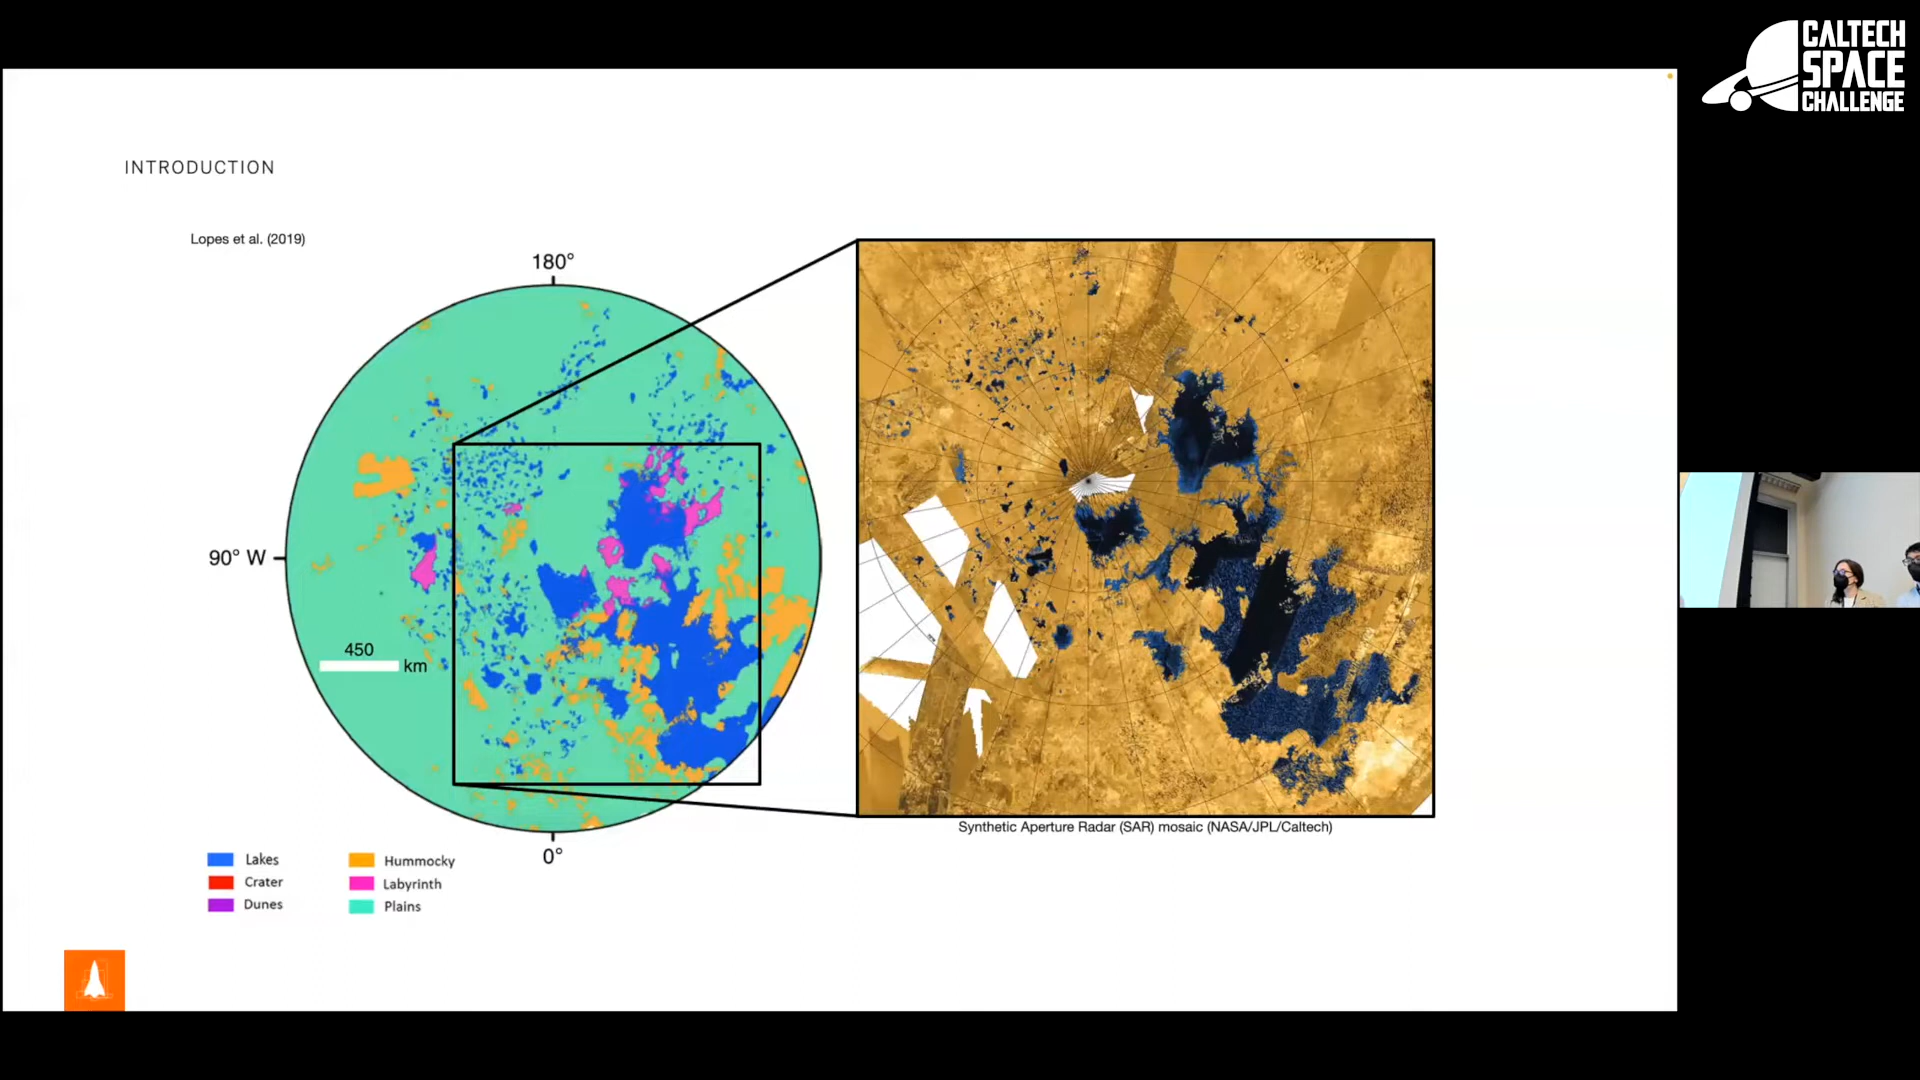 CALTECH
SPACE
CHALLENGE
INTRODUCTION
Lopes et al. (2019)
180°
90° W
450
km
0°
Synthetic Aperture Radar (SAR) mosaic (NASA/JPL/Caltech)
Lakes
Hummocky
Crater
Labyrinth
Dunes
Plains